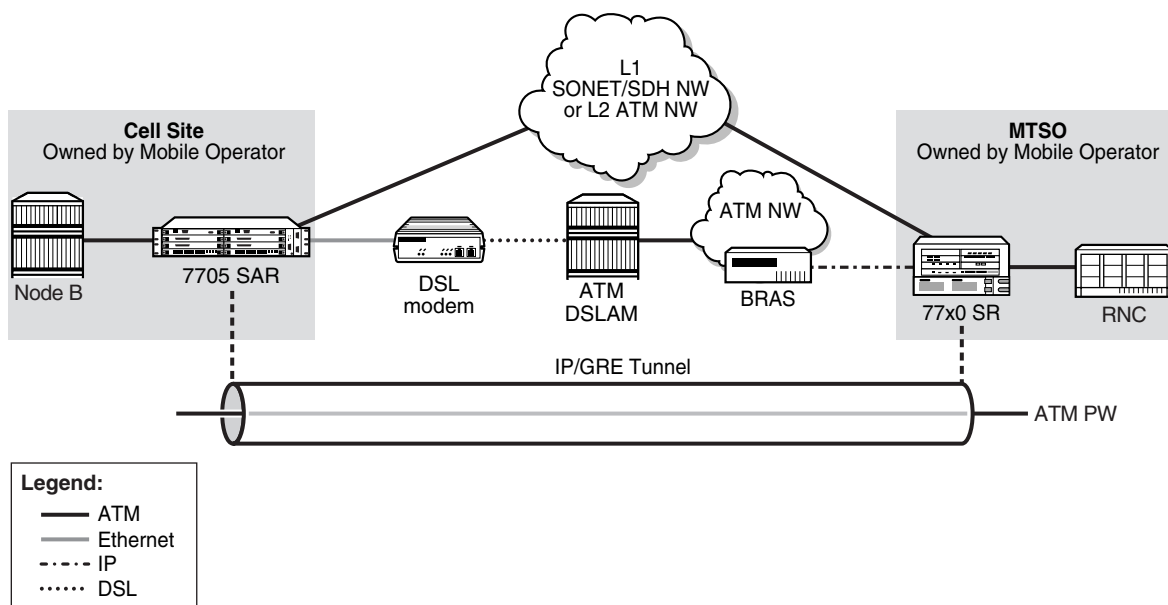 L1
SONET/SDH NW
or L2 ATM NW
Cell Site
Owned by Mobile Operator
MTSO
Owned by Mobile Operator
ATM NW
Node B
7705 SAR
DSL
modem
ATM
DSLAM
BRAS
77x0 SR
RNC
IP/GRE Tunnel
ATM PW
Legend:
ATM
Ethernet
IP
DSL